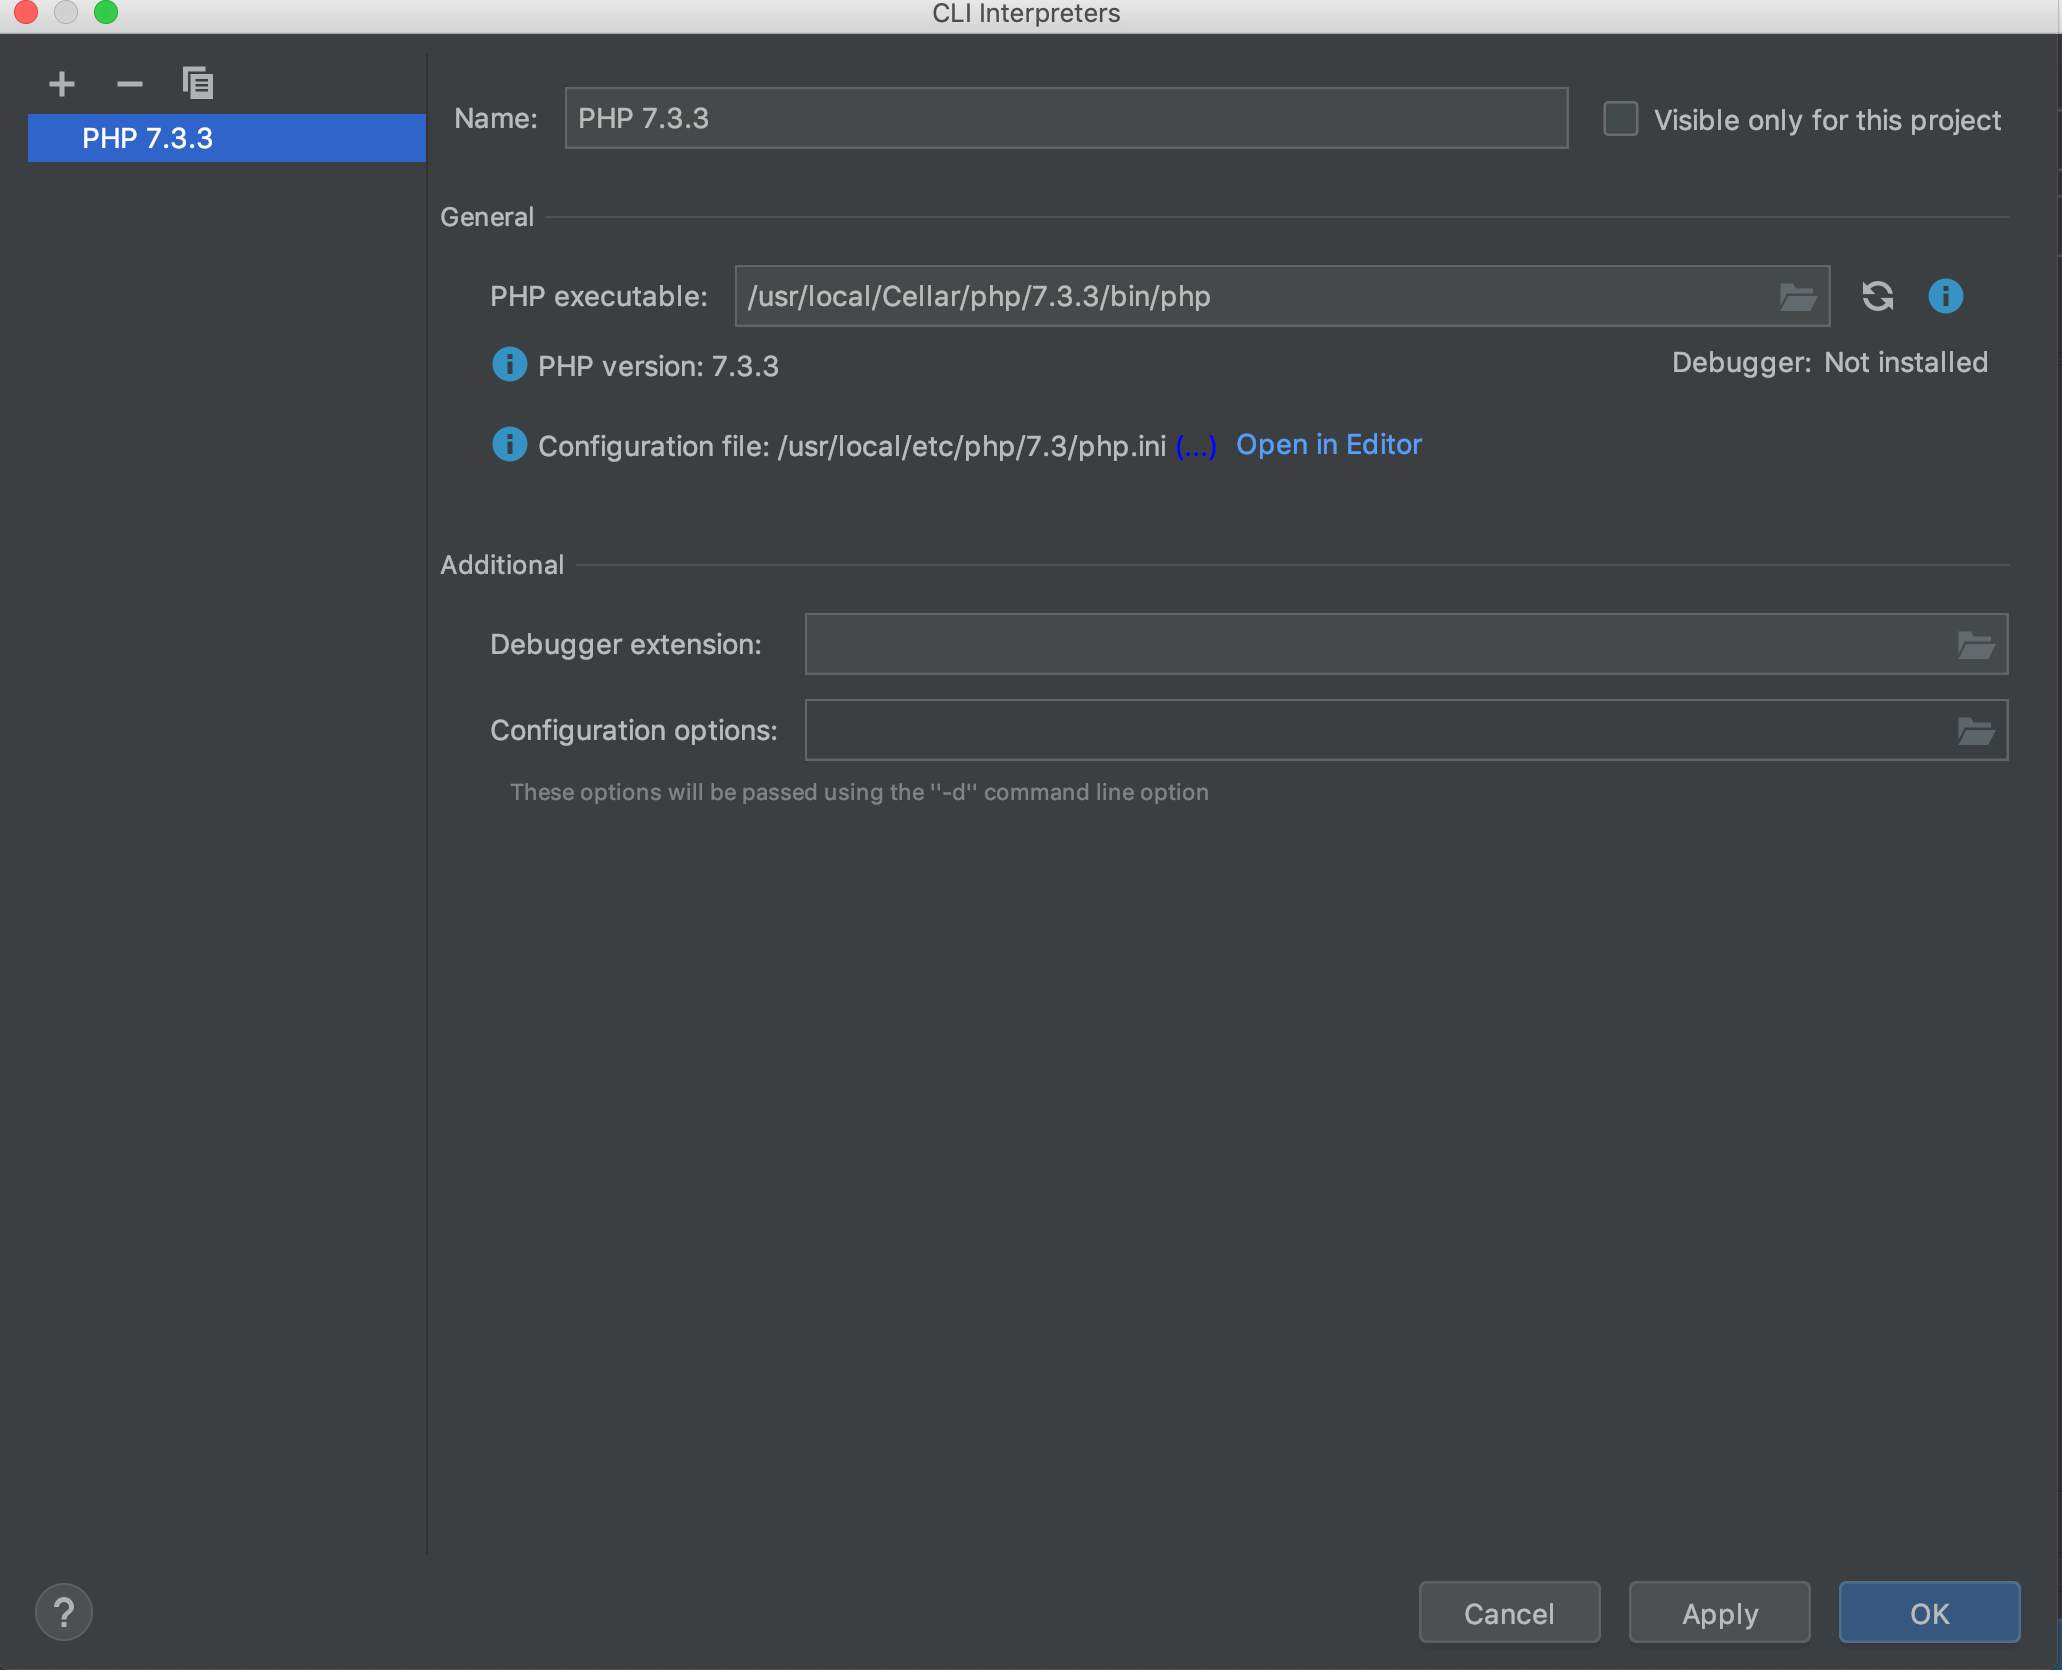 CLI Interpreters
PHP 7.3.3
Name: PHP 7.3.3 Visible only for this project
General
PHP executable: /usr/local/Cellar/php/7.3.3/bin/php
PHP version: 7.3.3 Debugger: Not installed
Configuration file: /usr/local/etc/php/7.3/php.ini (...) Open in Editor
Additional
Debugger extension:
Configuration options:
These options will be passed using the ''-d'' command line option
? Cancel Apply OK